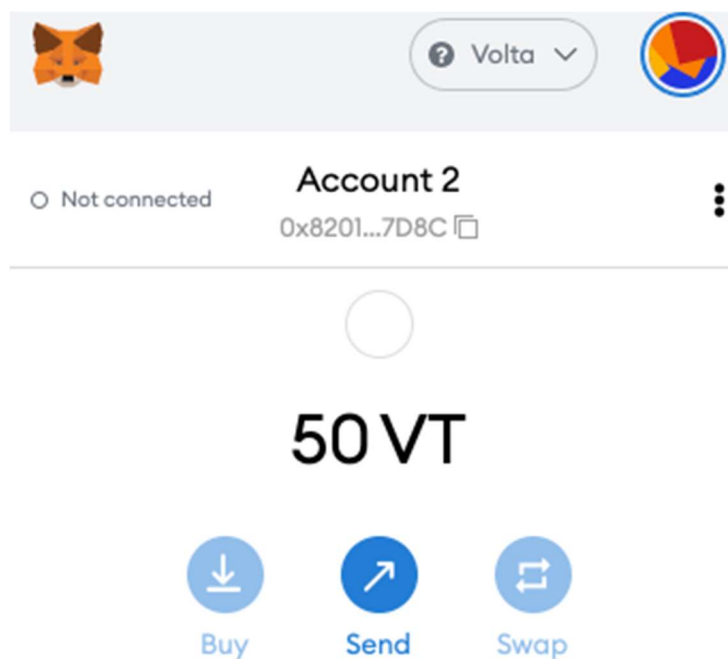 Volta
Account 2
Not connected
0x8201...7D8C
50 VT
Buy
Send
Swap